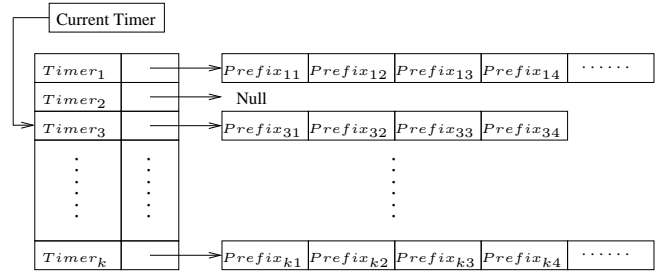 Current Timer
Timer₁ Prefix₁₁ Prefix₁₂ Prefix₁₃ Prefix₁₄ ......
Timer₂ Null
Timer₃ Prefix₃₁ Prefix₃₂ Prefix₃₃ Prefix₃₄
Timerₖ Prefixₖ₁ Prefixₖ₂ Prefixₖ₃ Prefixₖ₄ ......